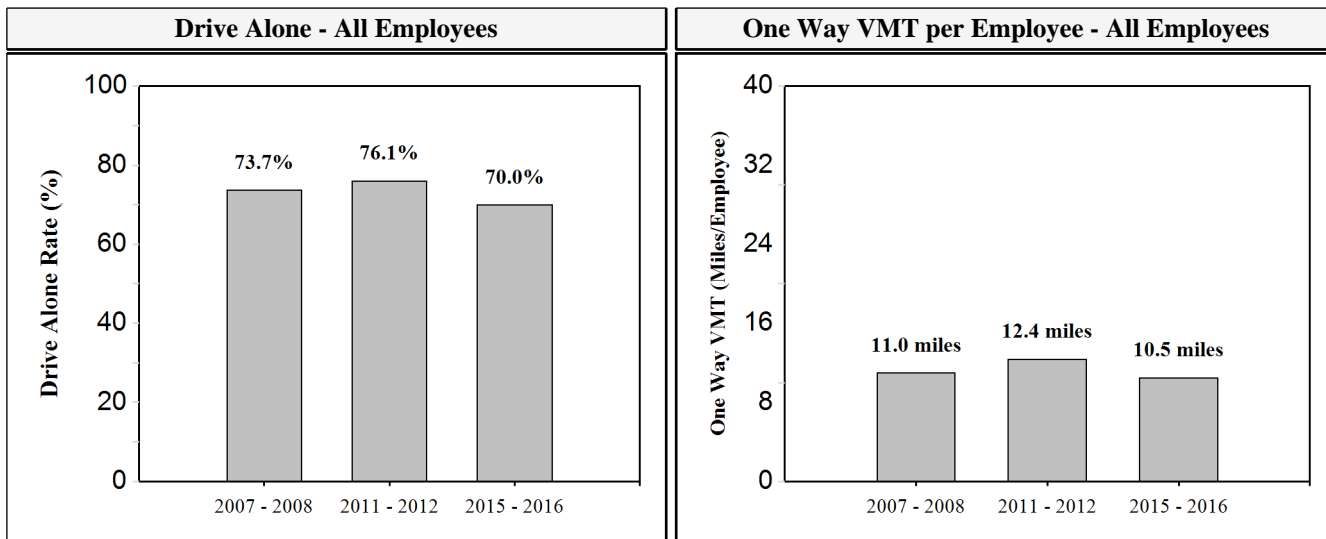 Drive Alone - All Employees
Drive Alone Rate (%)
100
80
60
40
20
0
73.7%
76.1%
70.0%
2007 - 2008
2011 - 2012
2015 - 2016
One Way VMT per Employee - All Employees
One Way VMT (Miles/Employee)
40
32
24
16
8
0
11.0 miles
12.4 miles
10.5 miles
2007 - 2008
2011 - 2012
2015 - 2016